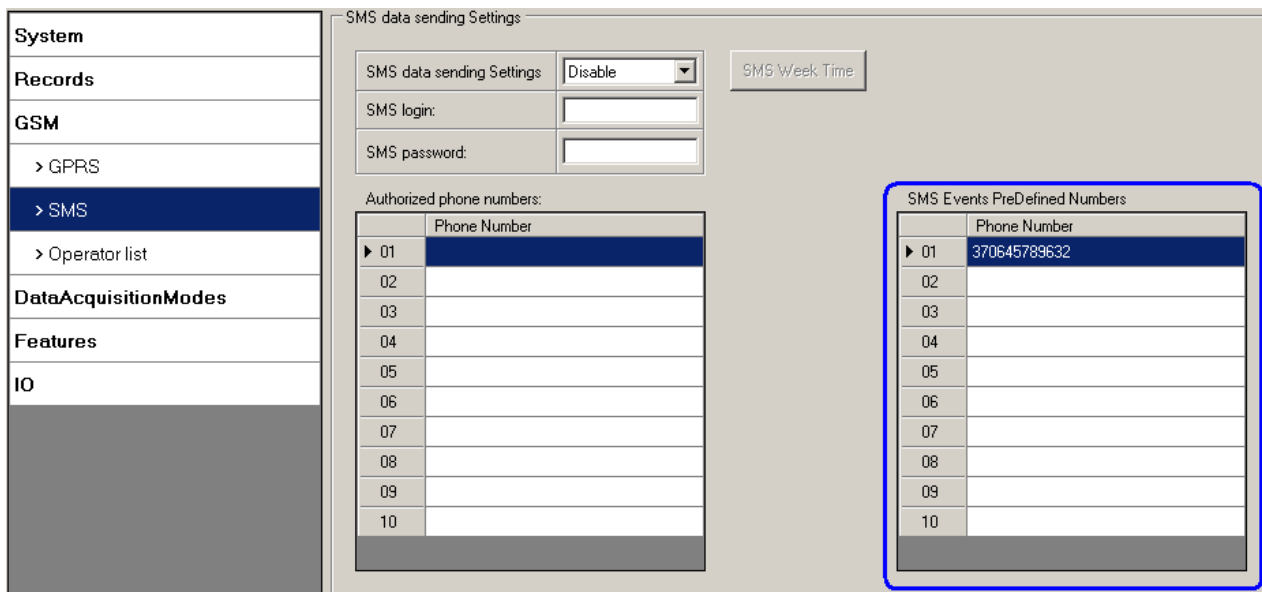 System
Records
GSM
> GPRS
> SMS
> Operator list
DataAcquisitionModes
Features
IO
SMS data sending Settings
SMS data sending Settings
Disable
SMS Week Time
SMS login:
SMS password:
Authorized phone numbers:
Phone Number
01
02
03
04
05
06
07
08
09
10
SMS Events PreDefined Numbers
Phone Number
01 370645789632
02
03
04
05
06
07
08
09
10